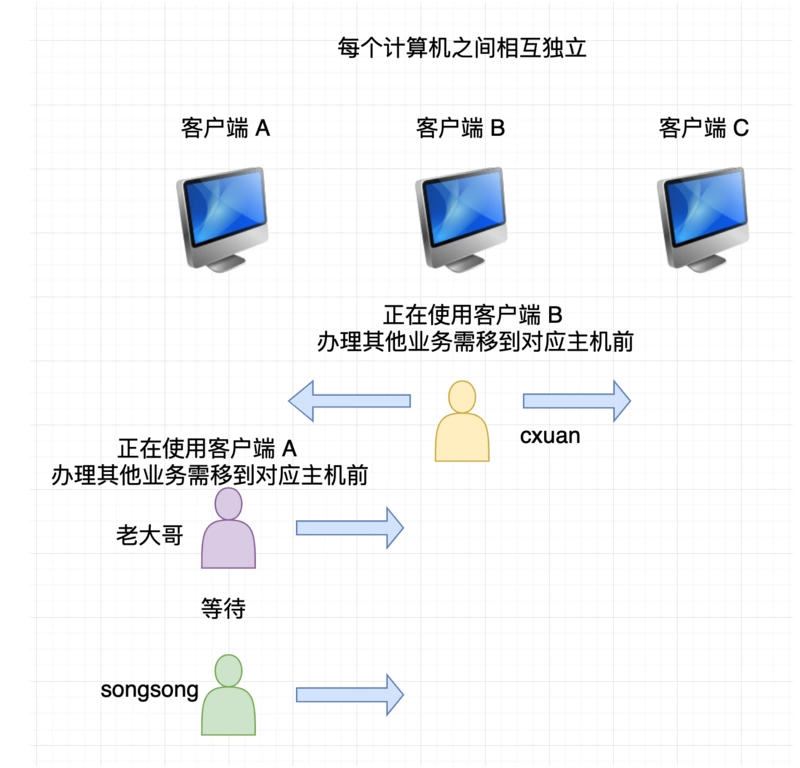 每个计算机之间相互独立
客户端 A
客户端 B
客户端 C
正在使用客户端 B
办理其他业务需移到对应主机前
cxuan
正在使用客户端 A
办理其他业务需移到对应主机前
老大哥
等待
songsong